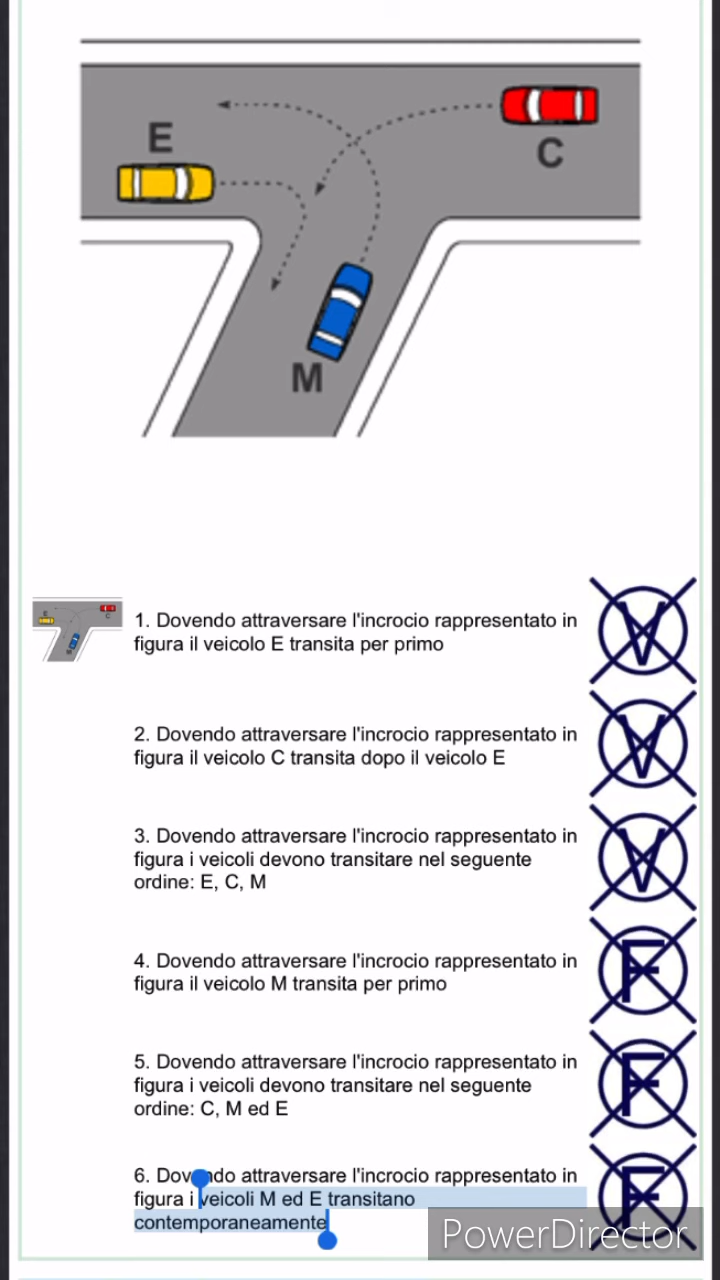 E
C
M
1. Dovendo attraversare l'incrocio rappresentato in
figura il veicolo E transita per primo
V
2. Dovendo attraversare l'incrocio rappresentato in
figura il veicolo C transita dopo il veicolo E
V
3. Dovendo attraversare l'incrocio rappresentato in
figura i veicoli devono transitare nel seguente
ordine: E, C, M
V
4. Dovendo attraversare l'incrocio rappresentato in
figura il veicolo M transita per primo
F
5. Dovendo attraversare l'incrocio rappresentato in
figura i veicoli devono transitare nel seguente
ordine: C, M ed E
F
6. Dovendo attraversare l'incrocio rappresentato in
figura i veicoli M ed E transitano
contemporaneamente
F
PowerDirector